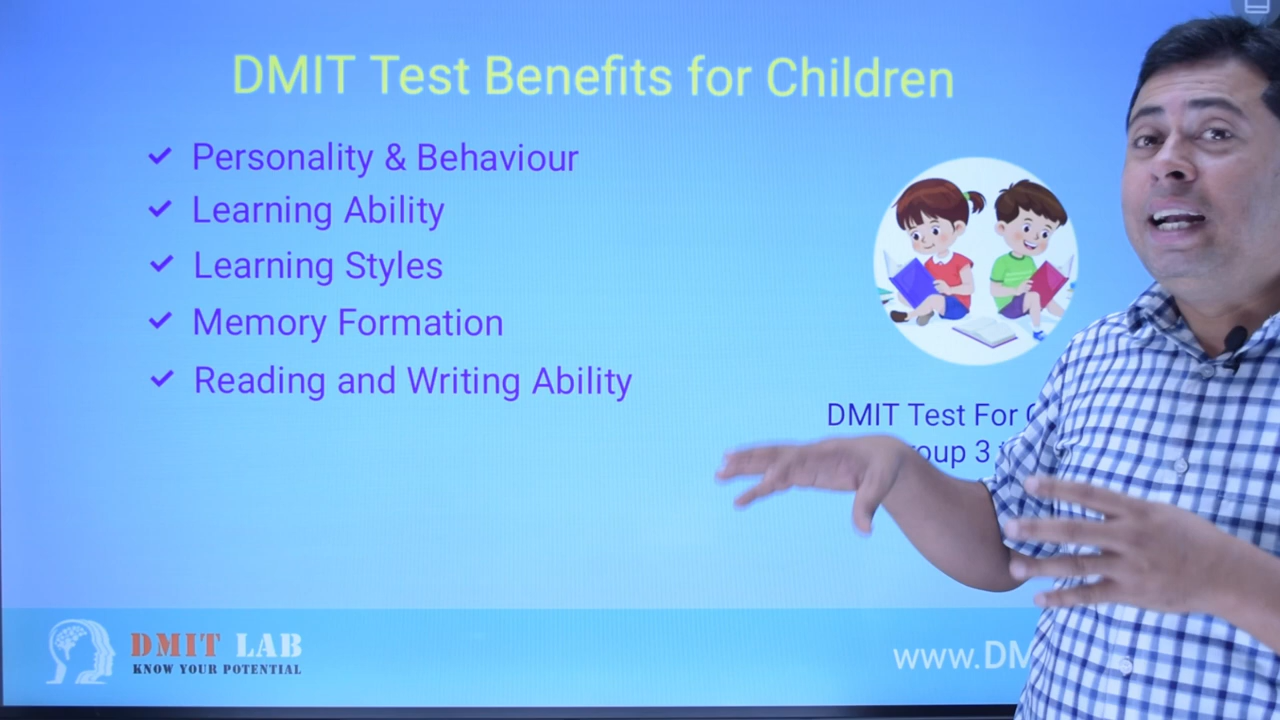 DMIT Test Benefits for Children
Personality & Behaviour
Learning Ability
Learning Styles
Memory Formation
Reading and Writing Ability
DMIT Test For
3
DMIT LAB
KNOW YOUR POTENTIAL
www.DM